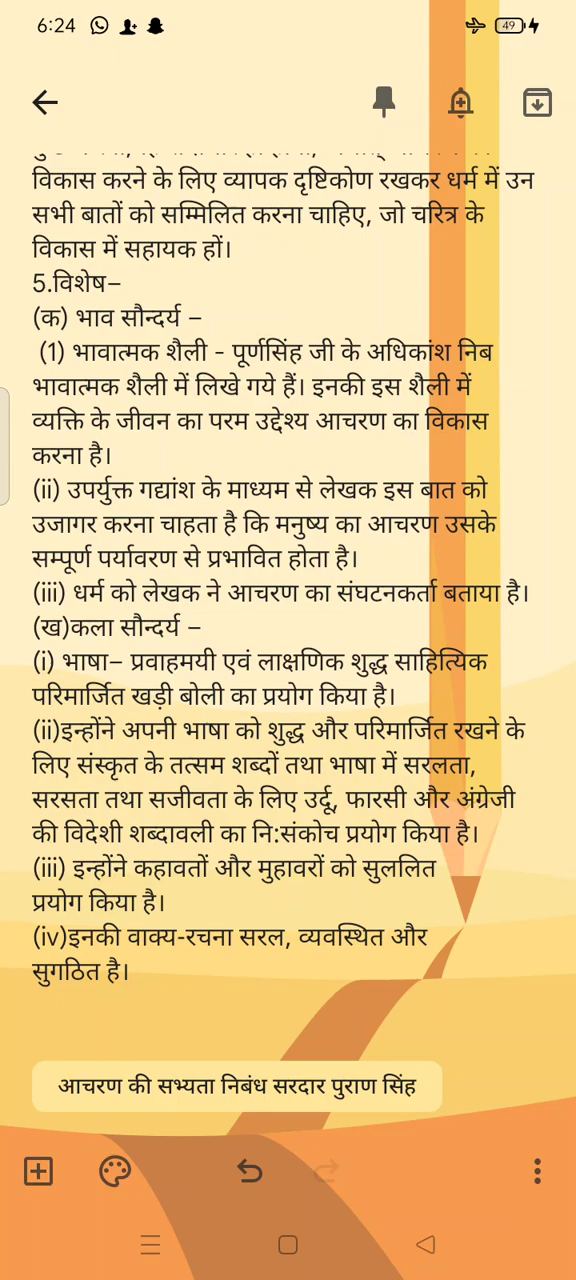 6:24
49
विकास करने के लिए व्यापक दृष्टिकोण रखकर धर्म में उन
सभी बातों को सम्मिलित करना चाहिए, जो चरित्र के
विकास में सहायक हों।
5.विशेष–
(क) भाव सौन्दर्य –
(1) भावात्मक शैली - पूर्णसिंह जी के अधिकांश निब
भावात्मक शैली में लिखे गये हैं। इनकी इस शैली में
व्यक्ति के जीवन का परम उद्देश्य आचरण का विकास
करना है।
(ii) उपर्युक्त गद्यांश के माध्यम से लेखक इस बात को
उजागर करना चाहता है कि मनुष्य का आचरण उसके
सम्पूर्ण पर्यावरण से प्रभावित होता है।
(iii) धर्म को लेखक ने आचरण का संघटनकर्ता बताया है।
(ख)कला सौन्दर्य –
(i) भाषा– प्रवाहमयी एवं लाक्षणिक शुद्ध साहित्यिक
परिमार्जित खड़ी बोली का प्रयोग किया है।
(ii)इन्होंने अपनी भाषा को शुद्ध और परिमार्जित रखने के
लिए संस्कृत के तत्सम शब्दों तथा भाषा में सरलता,
सरसता तथा सजीवता के लिए उर्दू, फारसी और अंग्रेजी
की विदेशी शब्दावली का नि:संकोच प्रयोग किया है।
(iii) इन्होंने कहावतों और मुहावरों को सुललित
प्रयोग किया है।
(iv)इनकी वाक्य-रचना सरल, व्यवस्थित और
सुगठित है।
आचरण की सभ्यता निबंध सरदार पुराण सिंह